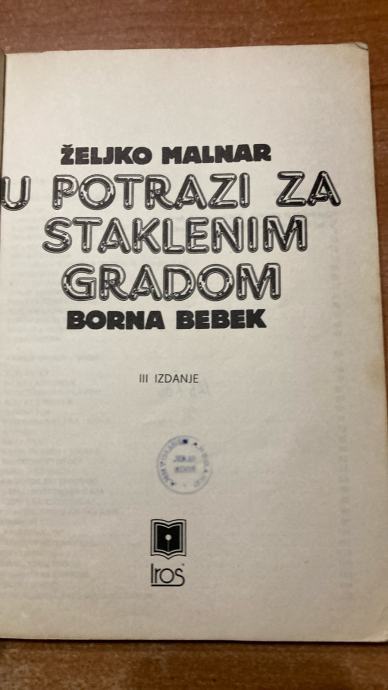 ŽELJKO MALNAR
U POTRAZI ZA
STAKLENIM
GRADOM
BORNA BEBEK
III IZDANJE
Iros